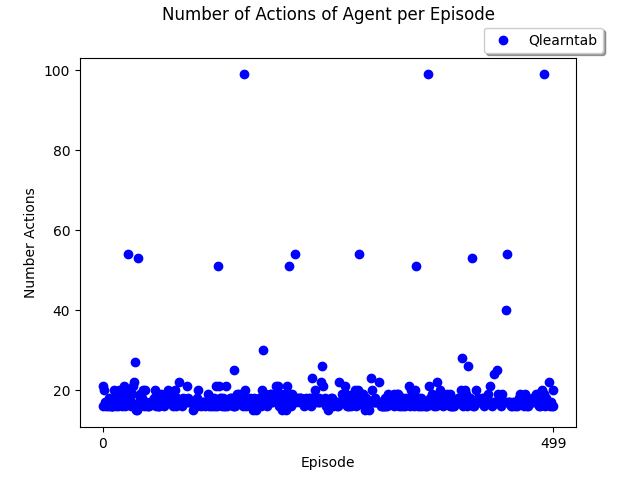 Number of Actions of Agent per Episode
Qlearntab
100
80
60
40
20
Number Actions
0
499
Episode